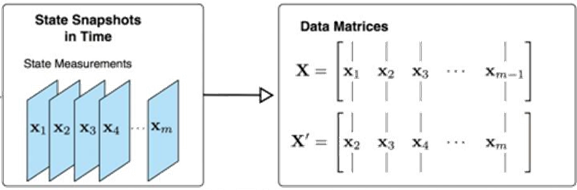 State Snapshots
in Time
State Measurements
x1 x2 x3 x4 ... xm
Data Matrices
X = [ x1 x2 x3 ... xm−1 ]
X′ = [ x2 x3 x4 ... xm ]